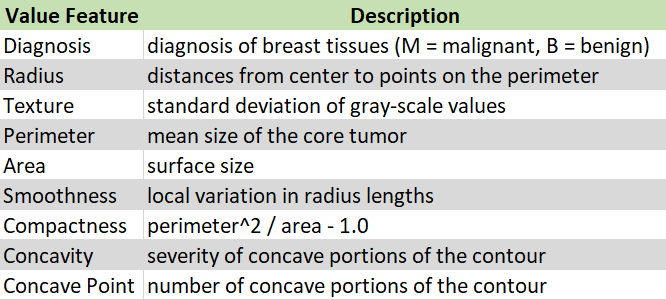 Value Feature Description
Diagnosis diagnosis of breast tissues (M = malignant, B = benign)
Radius distances from center to points on the perimeter
Texture standard deviation of gray-scale values
Perimeter mean size of the core tumor
Area surface size
Smoothness local variation in radius lengths
Compactness perimeter^2 / area - 1.0
Concavity severity of concave portions of the contour
Concave Point number of concave portions of the contour